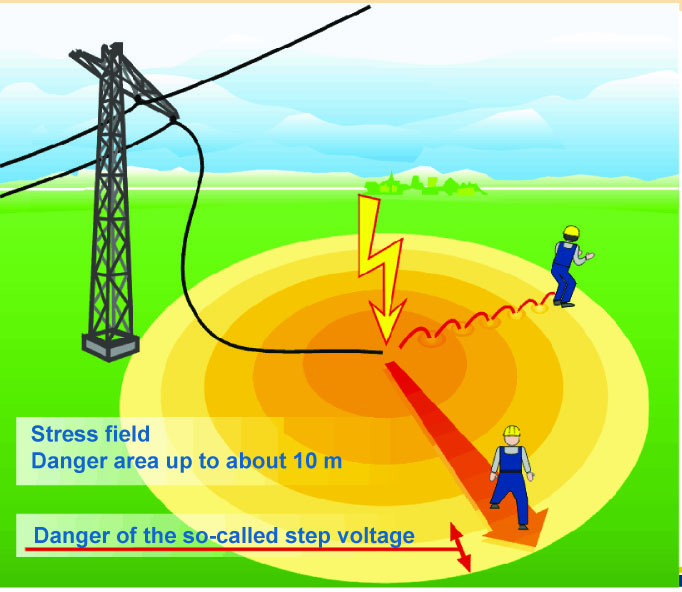 Stress field
Danger area up to about 10 m
Danger of the so-called step voltage